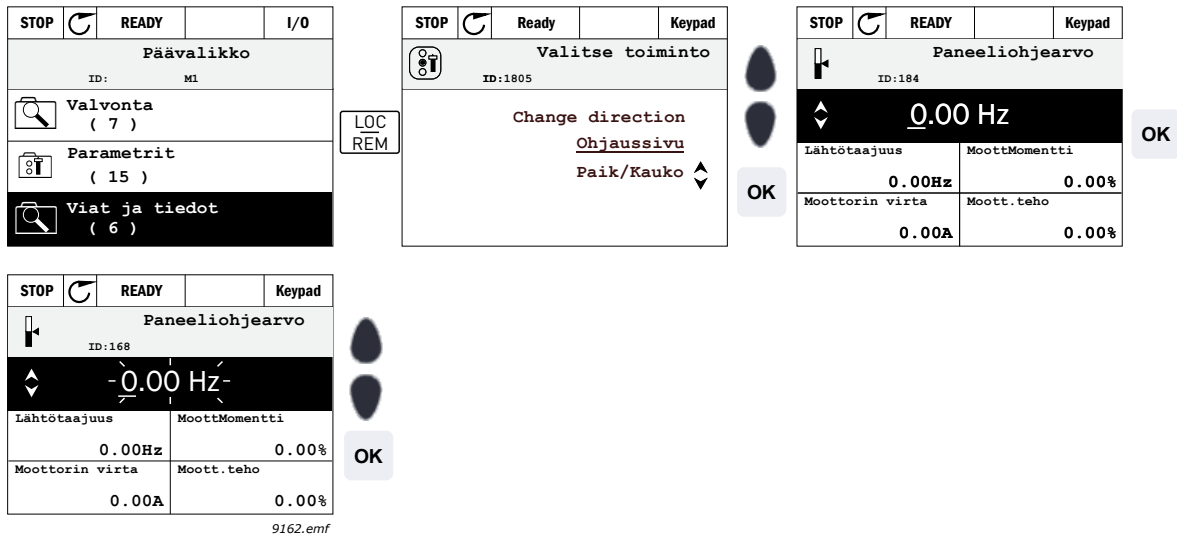 STOP READY I/O
Päävalikko
ID: M1
Valvonta
( 7 )
Parametrit
( 15 )
Viat ja tiedot
( 6 )
LOC
REM
STOP Ready Keypad
Valitse toiminto
ID:1805
Change direction
Ohjaussivu
Paik/Kauko
OK
STOP READY Keypad
Paneeliohjearvo
ID:184
0.00 Hz
Lähtötaajuus MoottMomentti
0.00Hz 0.00%
Moottorin virta Moott.teho
0.00A 0.00%
OK
STOP READY Keypad
Paneeliohjearvo
ID:168
0.00 Hz
Lähtötaajuus MoottMomentti
0.00Hz 0.00%
Moottorin virta Moott.teho
0.00A 0.00%
OK
9162.emf